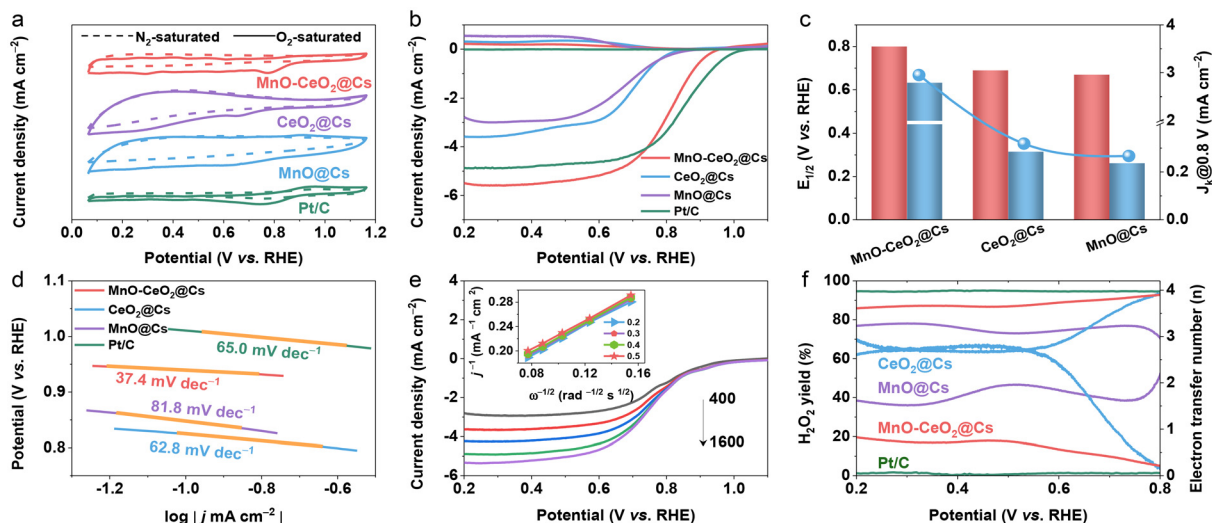 a
N₂-saturated
O₂-saturated
MnO-CeO₂@Cs
CeO₂@Cs
MnO@Cs
Pt/C
Current density (mA cm⁻²)
0.0 0.2 0.4 0.6 0.8 1.0 1.2
Potential (V vs. RHE)
b
4
2
0
-2
-4
-6
Current density (mA cm⁻²)
MnO-CeO₂@Cs
CeO₂@Cs
MnO@Cs
Pt/C
0.2 0.4 0.6 0.8 1.0
Potential (V vs. RHE)
c
0.8
0.6
0.4
0.2
0.0
E1/2 (V vs. RHE)
4
3
2
0.2
0.0
Jk@0.8 V (mA cm⁻²)
MnO-CeO₂@Cs
CeO₂@Cs
MnO@Cs
d
1.1
1.0
0.9
0.8
Potential (V vs. RHE)
MnO-CeO₂@Cs
CeO₂@Cs
MnO@Cs
Pt/C
65.0 mV dec⁻¹
37.4 mV dec⁻¹
81.8 mV dec⁻¹
62.8 mV dec⁻¹
-1.2 -1.0 -0.8 -0.6
log | j mA cm⁻² |
e
4
2
0
-2
-4
-6
Current density (mA cm⁻²)
0.28
0.24
0.20
j⁻¹ (mA⁻¹ cm²)
0.2
0.3
0.4
0.5
0.08 0.12 0.16
ω⁻¹/² (rad⁻¹/² s¹/²)
400
1600
0.2 0.4 0.6 0.8 1.0
Potential (V vs. RHE)
f
100
80
60
40
20
0
H₂O₂ yield (%)
CeO₂@Cs
MnO@Cs
MnO-CeO₂@Cs
Pt/C
4
3
2
1
0
Electron transfer number (n)
0.2 0.4 0.6 0.8
Potential (V vs. RHE)